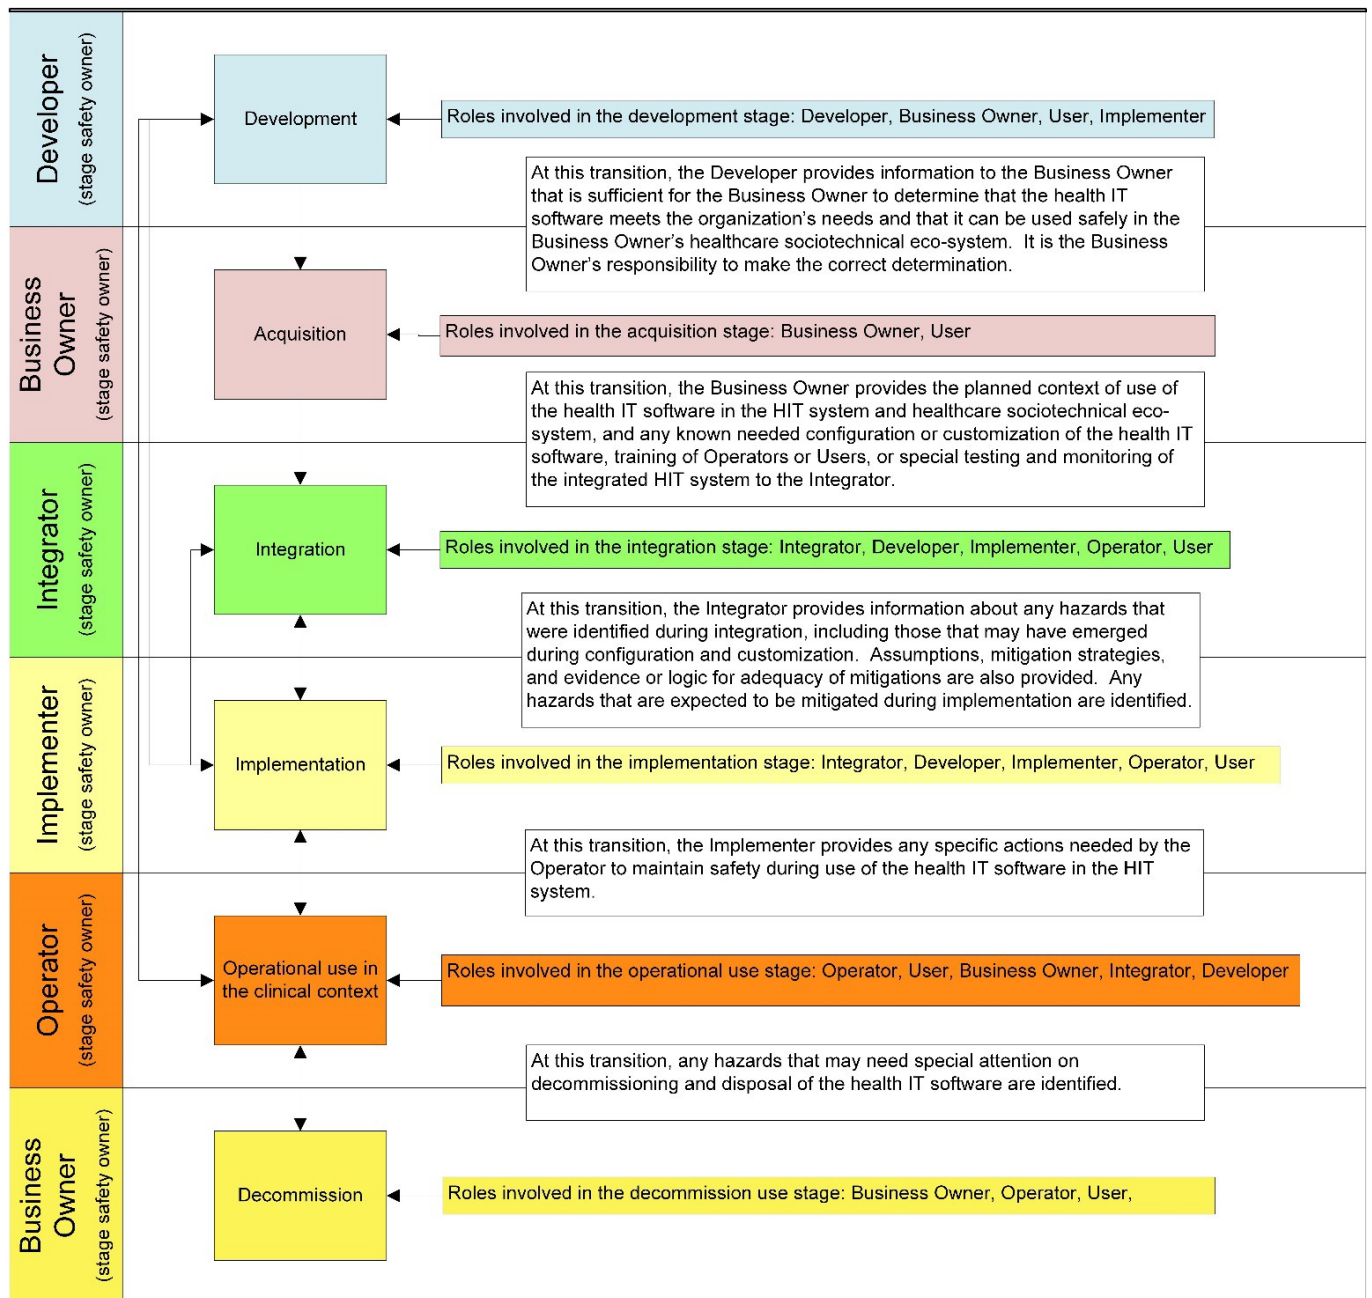 Developer
(stage safety owner)
Development
Roles involved in the development stage: Developer, Business Owner, User, Implementer
At this transition, the Developer provides information to the Business Owner
that is sufficient for the Business Owner to determine that the health IT
software meets the organization's needs and that it can be used safely in the
Business Owner's healthcare sociotechnical eco-system.  It is the Business
Owner's responsibility to make the correct determination.
Business
Owner
(stage safety owner)
Acquisition
Roles involved in the acquisition stage: Business Owner, User
At this transition, the Business Owner provides the planned context of use of
the health IT software in the HIT system and healthcare sociotechnical eco-
system, and any known needed configuration or customization of the health IT
software, training of Operators or Users, or special testing and monitoring of
the integrated HIT system to the Integrator.
Integrator
(stage safety owner)
Integration
Roles involved in the integration stage: Integrator, Developer, Implementer, Operator, User
At this transition, the Integrator provides information about any hazards that
were identified during integration, including those that may have emerged
during configuration and customization.  Assumptions, mitigation strategies,
and evidence or logic for adequacy of mitigations are also provided.  Any
hazards that are expected to be mitigated during implementation are identified.
Implementer
(stage safety owner)
Implementation
Roles involved in the implementation stage: Integrator, Developer, Implementer, Operator, User
At this transition, the Implementer provides any specific actions needed by the
Operator to maintain safety during use of the health IT software in the HIT
system.
Operator
(stage safety owner)
Operational use in
the clinical context
Roles involved in the operational use stage: Operator, User, Business Owner, Integrator, Developer
At this transition, any hazards that may need special attention on
decommissioning and disposal of the health IT software are identified.
Business
Owner
(stage safety owner)
Decommission
Roles involved in the decommission use stage: Business Owner, Operator, User,